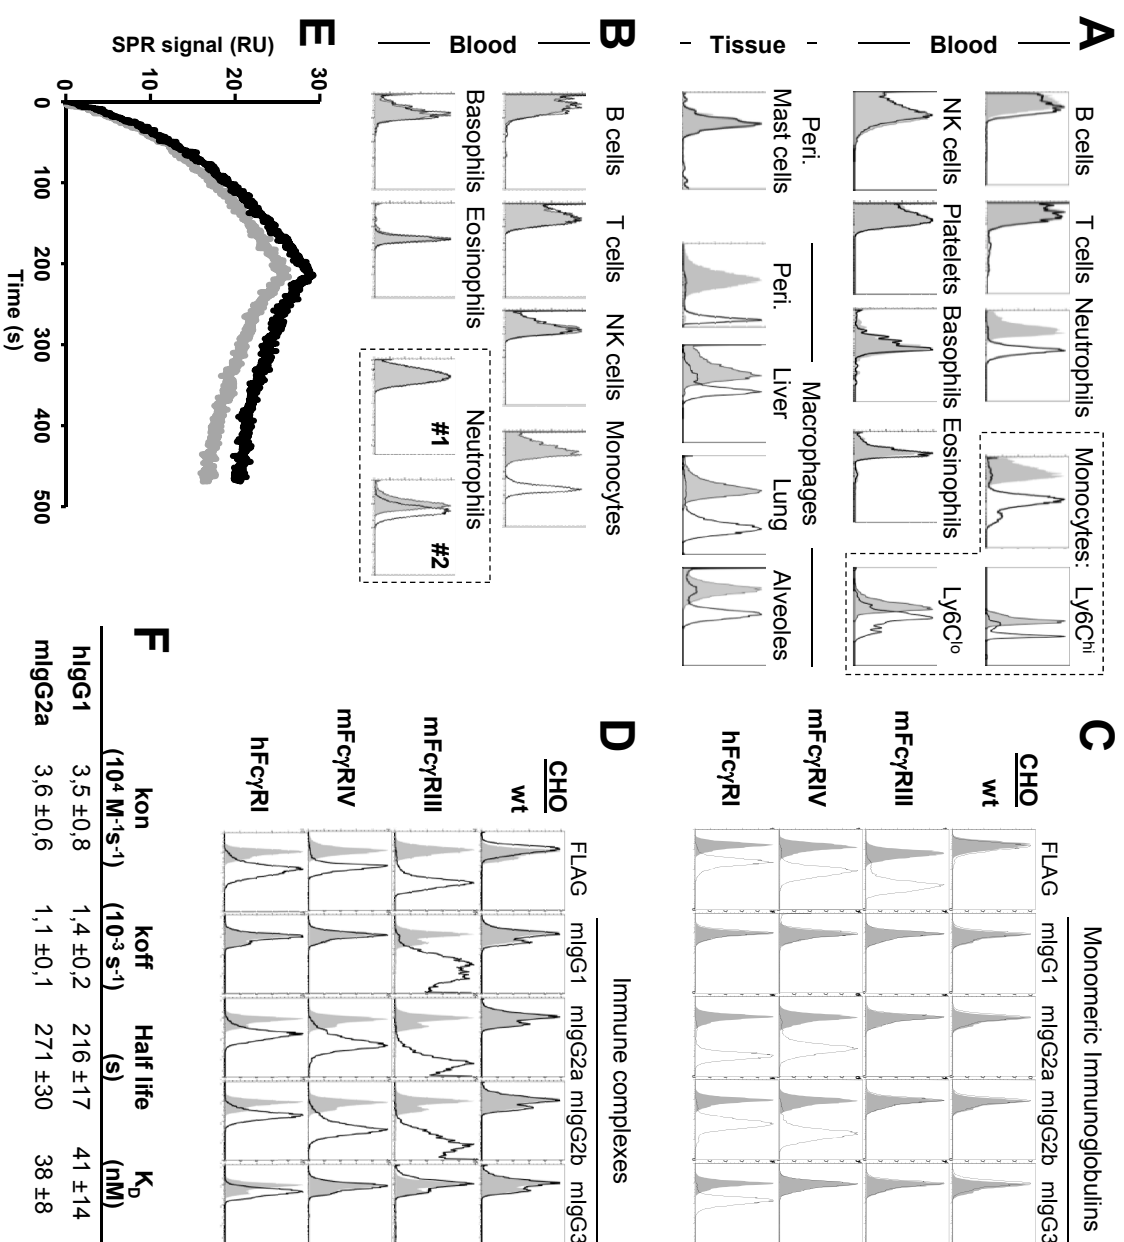 A
Blood
B cells
T cells
Neutrophils
Monocytes:
Ly6Chi
NK cells
Platelets
Basophils
Eosinophils
Ly6Clo
Tissue
Peri.
Mast cells
Macrophages
Peri.
Liver
Lung
Alveoles
B
Blood
B cells
T cells
NK cells
Monocytes
Basophils
Eosinophils
Neutrophils
#1
#2
C
Monomeric Immunoglobulins
CHO
FLAG
mIgG1
mIgG2a
mIgG2b
mIgG3
wt
mFcγRIII
mFcγRIV
hFcγRI
D
Immune complexes
CHO
FLAG
mIgG1
mIgG2a
mIgG2b
mIgG3
wt
mFcγRIII
mFcγRIV
hFcγRI
E
SPR signal (RU)
30
20
10
0
0 100 200 300 400 500
Time (s)
F
kon koff Half life KD
(10⁴ M⁻¹s⁻¹) (10⁻³ s⁻¹) (s) (nM)
hIgG1 3,5 ±0,8 1,4 ±0,2 216 ±17 41 ±14
mIgG2a 3,6 ±0,6 1,1 ±0,1 271 ±30 38 ±8